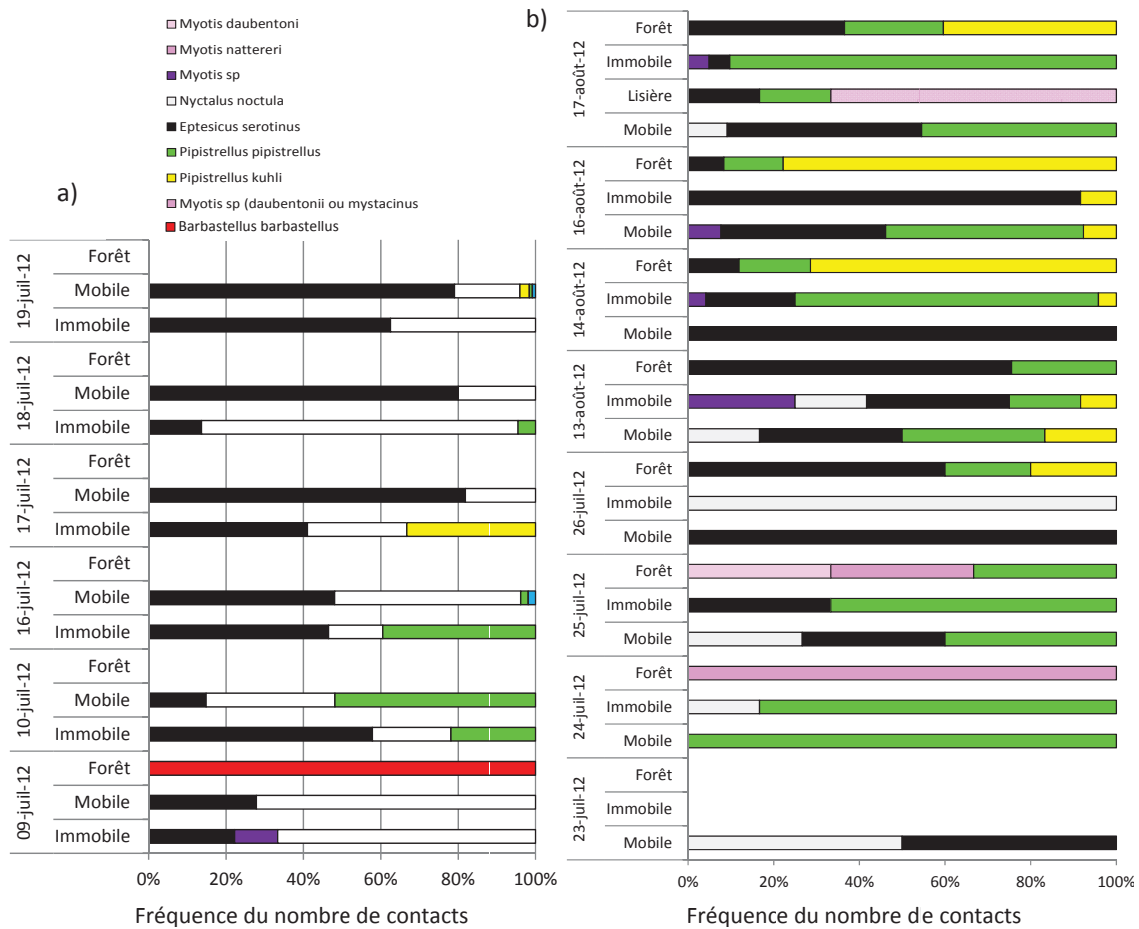 Myotis daubentoni
Myotis nattereri
Myotis sp
Nyctalus noctula
Eptesicus serotinus
Pipistrellus pipistrellus
Pipistrellus kuhli
Myotis sp (daubentonii ou mystacinus
Barbastellus barbastellus
a)
19-juil-12
Forêt
Mobile
Immobile
18-juil-12
Forêt
Mobile
Immobile
17-juil-12
Forêt
Mobile
Immobile
16-juil-12
Forêt
Mobile
Immobile
10-juil-12
Forêt
Mobile
Immobile
09-juil-12
Forêt
Mobile
Immobile
0% 20% 40% 60% 80% 100%
Fréquence du nombre de contacts
b)
17-août-12
Forêt
Immobile
Lisière
Mobile
16-août-12
Forêt
Immobile
Mobile
14-août-12
Forêt
Immobile
Mobile
13-août-12
Forêt
Immobile
Mobile
26-juil-12
Forêt
Immobile
Mobile
25-juil-12
Forêt
Immobile
Mobile
24-juil-12
Forêt
Immobile
Mobile
23-juil-12
Forêt
Immobile
Mobile
0% 20% 40% 60% 80% 100%
Fréquence du nombre de contacts